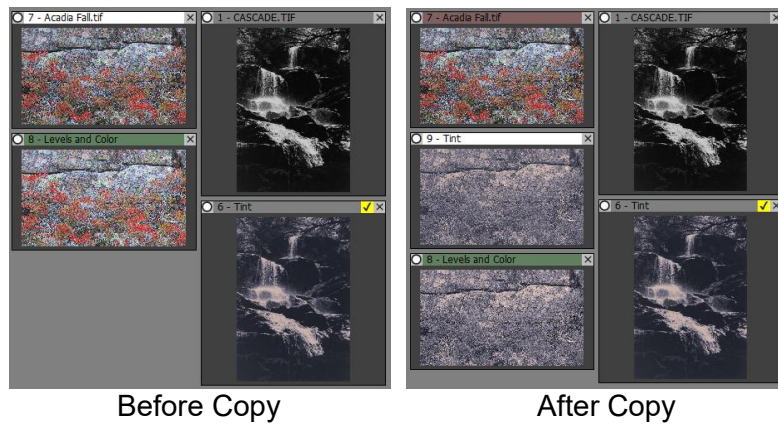 7 - Acadia Fall.tif
1 - CASCADE.TIF
8 - Levels and Color
6 - Tint
Before Copy
7 - Acadia Fall.tif
1 - CASCADE.TIF
9 - Tint
6 - Tint
8 - Levels and Color
After Copy